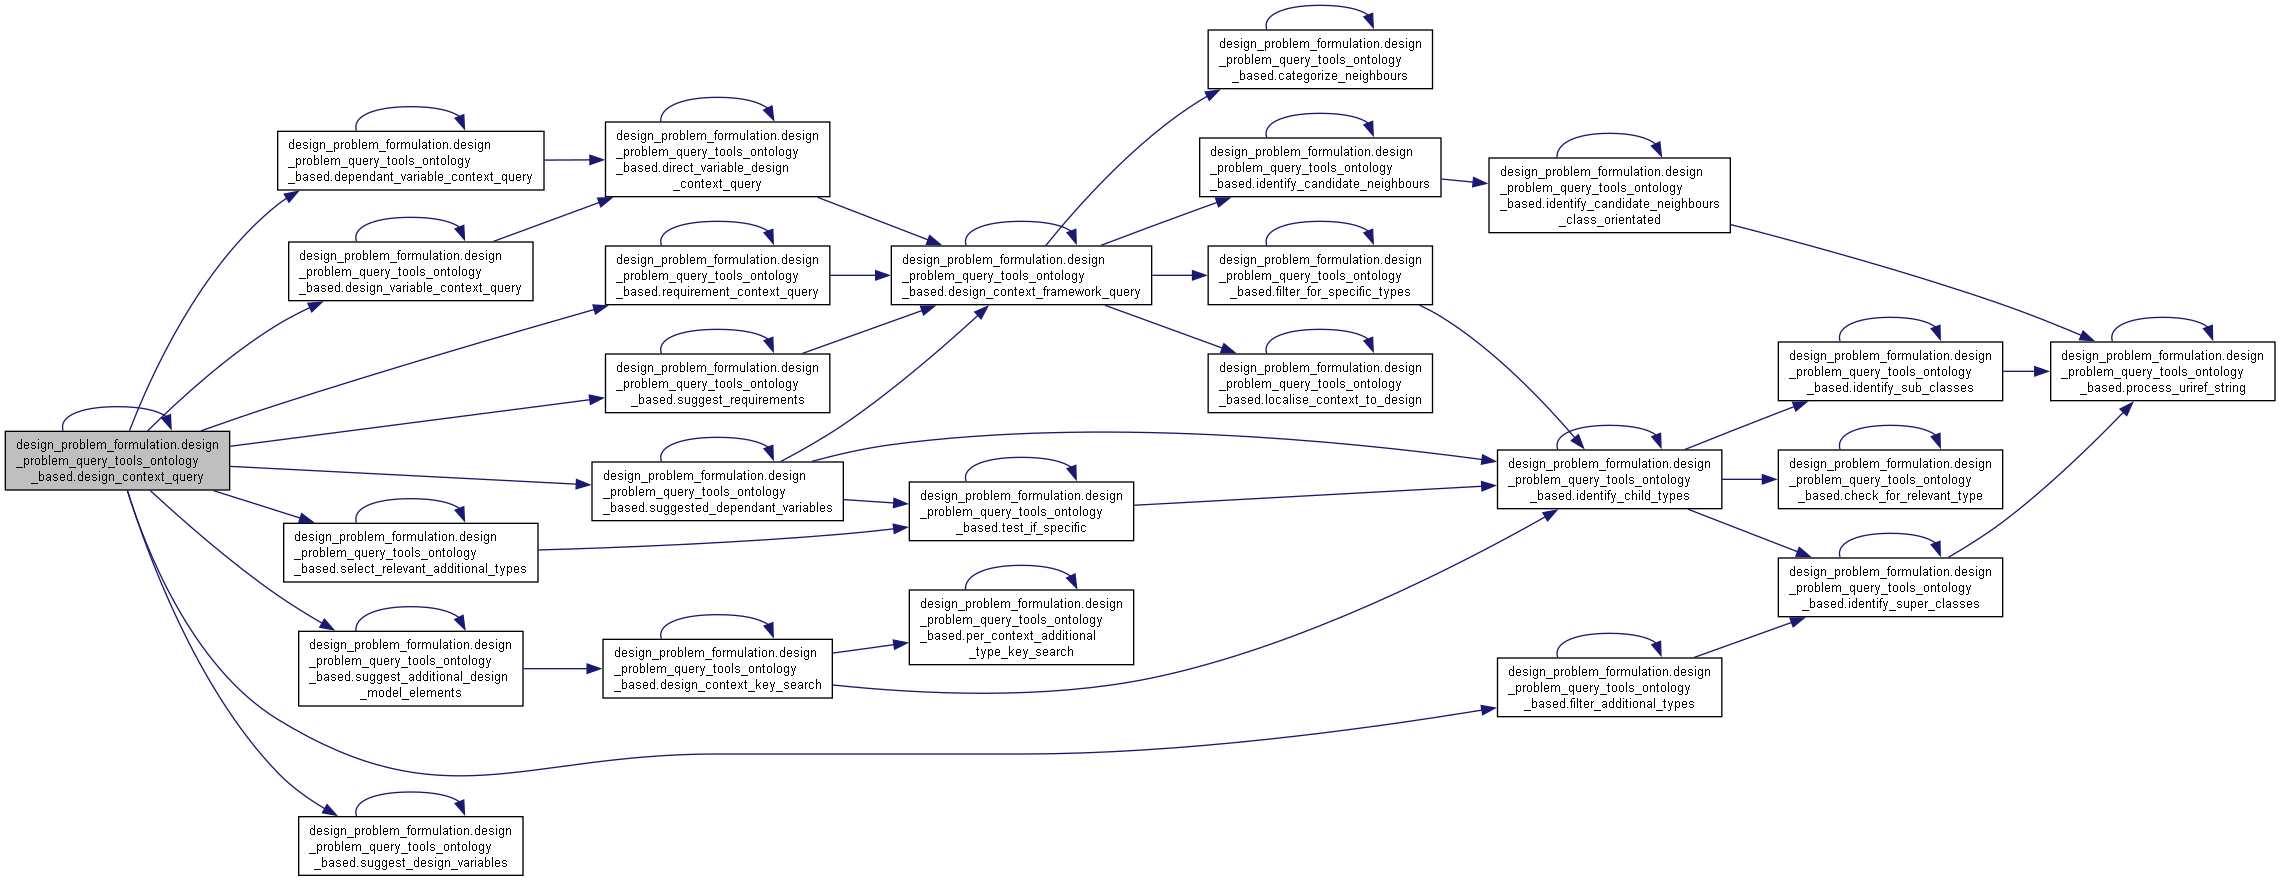 design_problem_formulation.design
_problem_query_tools_ontology
_based.design_context_query
design_problem_formulation.design
_problem_query_tools_ontology
_based.dependant_variable_context_query
design_problem_formulation.design
_problem_query_tools_ontology
_based.design_variable_context_query
design_problem_formulation.design
_problem_query_tools_ontology
_based.select_relevant_additional_types
design_problem_formulation.design
_problem_query_tools_ontology
_based.suggest_additional_design
_model_elements
design_problem_formulation.design
_problem_query_tools_ontology
_based.suggest_design_variables
design_problem_formulation.design
_problem_query_tools_ontology
_based.direct_variable_design
_context_query
design_problem_formulation.design
_problem_query_tools_ontology
_based.requirement_context_query
design_problem_formulation.design
_problem_query_tools_ontology
_based.suggest_requirements
design_problem_formulation.design
_problem_query_tools_ontology
_based.suggested_dependant_variables
design_problem_formulation.design
_problem_query_tools_ontology
_based.design_context_key_search
design_problem_formulation.design
_problem_query_tools_ontology
_based.design_context_framework_query
design_problem_formulation.design
_problem_query_tools_ontology
_based.test_if_specific
design_problem_formulation.design
_problem_query_tools_ontology
_based.per_context_additional
_type_key_search
design_problem_formulation.design
_problem_query_tools_ontology
_based.categorize_neighbours
design_problem_formulation.design
_problem_query_tools_ontology
_based.identify_candidate_neighbours
design_problem_formulation.design
_problem_query_tools_ontology
_based.filter_for_specific_types
design_problem_formulation.design
_problem_query_tools_ontology
_based.localise_context_to_design
design_problem_formulation.design
_problem_query_tools_ontology
_based.identify_candidate_neighbours
_class_orientated
design_problem_formulation.design
_problem_query_tools_ontology
_based.identify_child_types
design_problem_formulation.design
_problem_query_tools_ontology
_based.filter_additional_types
design_problem_formulation.design
_problem_query_tools_ontology
_based.identify_sub_classes
design_problem_formulation.design
_problem_query_tools_ontology
_based.check_for_relevant_type
design_problem_formulation.design
_problem_query_tools_ontology
_based.identify_super_classes
design_problem_formulation.design
_problem_query_tools_ontology
_based.process_uriref_string